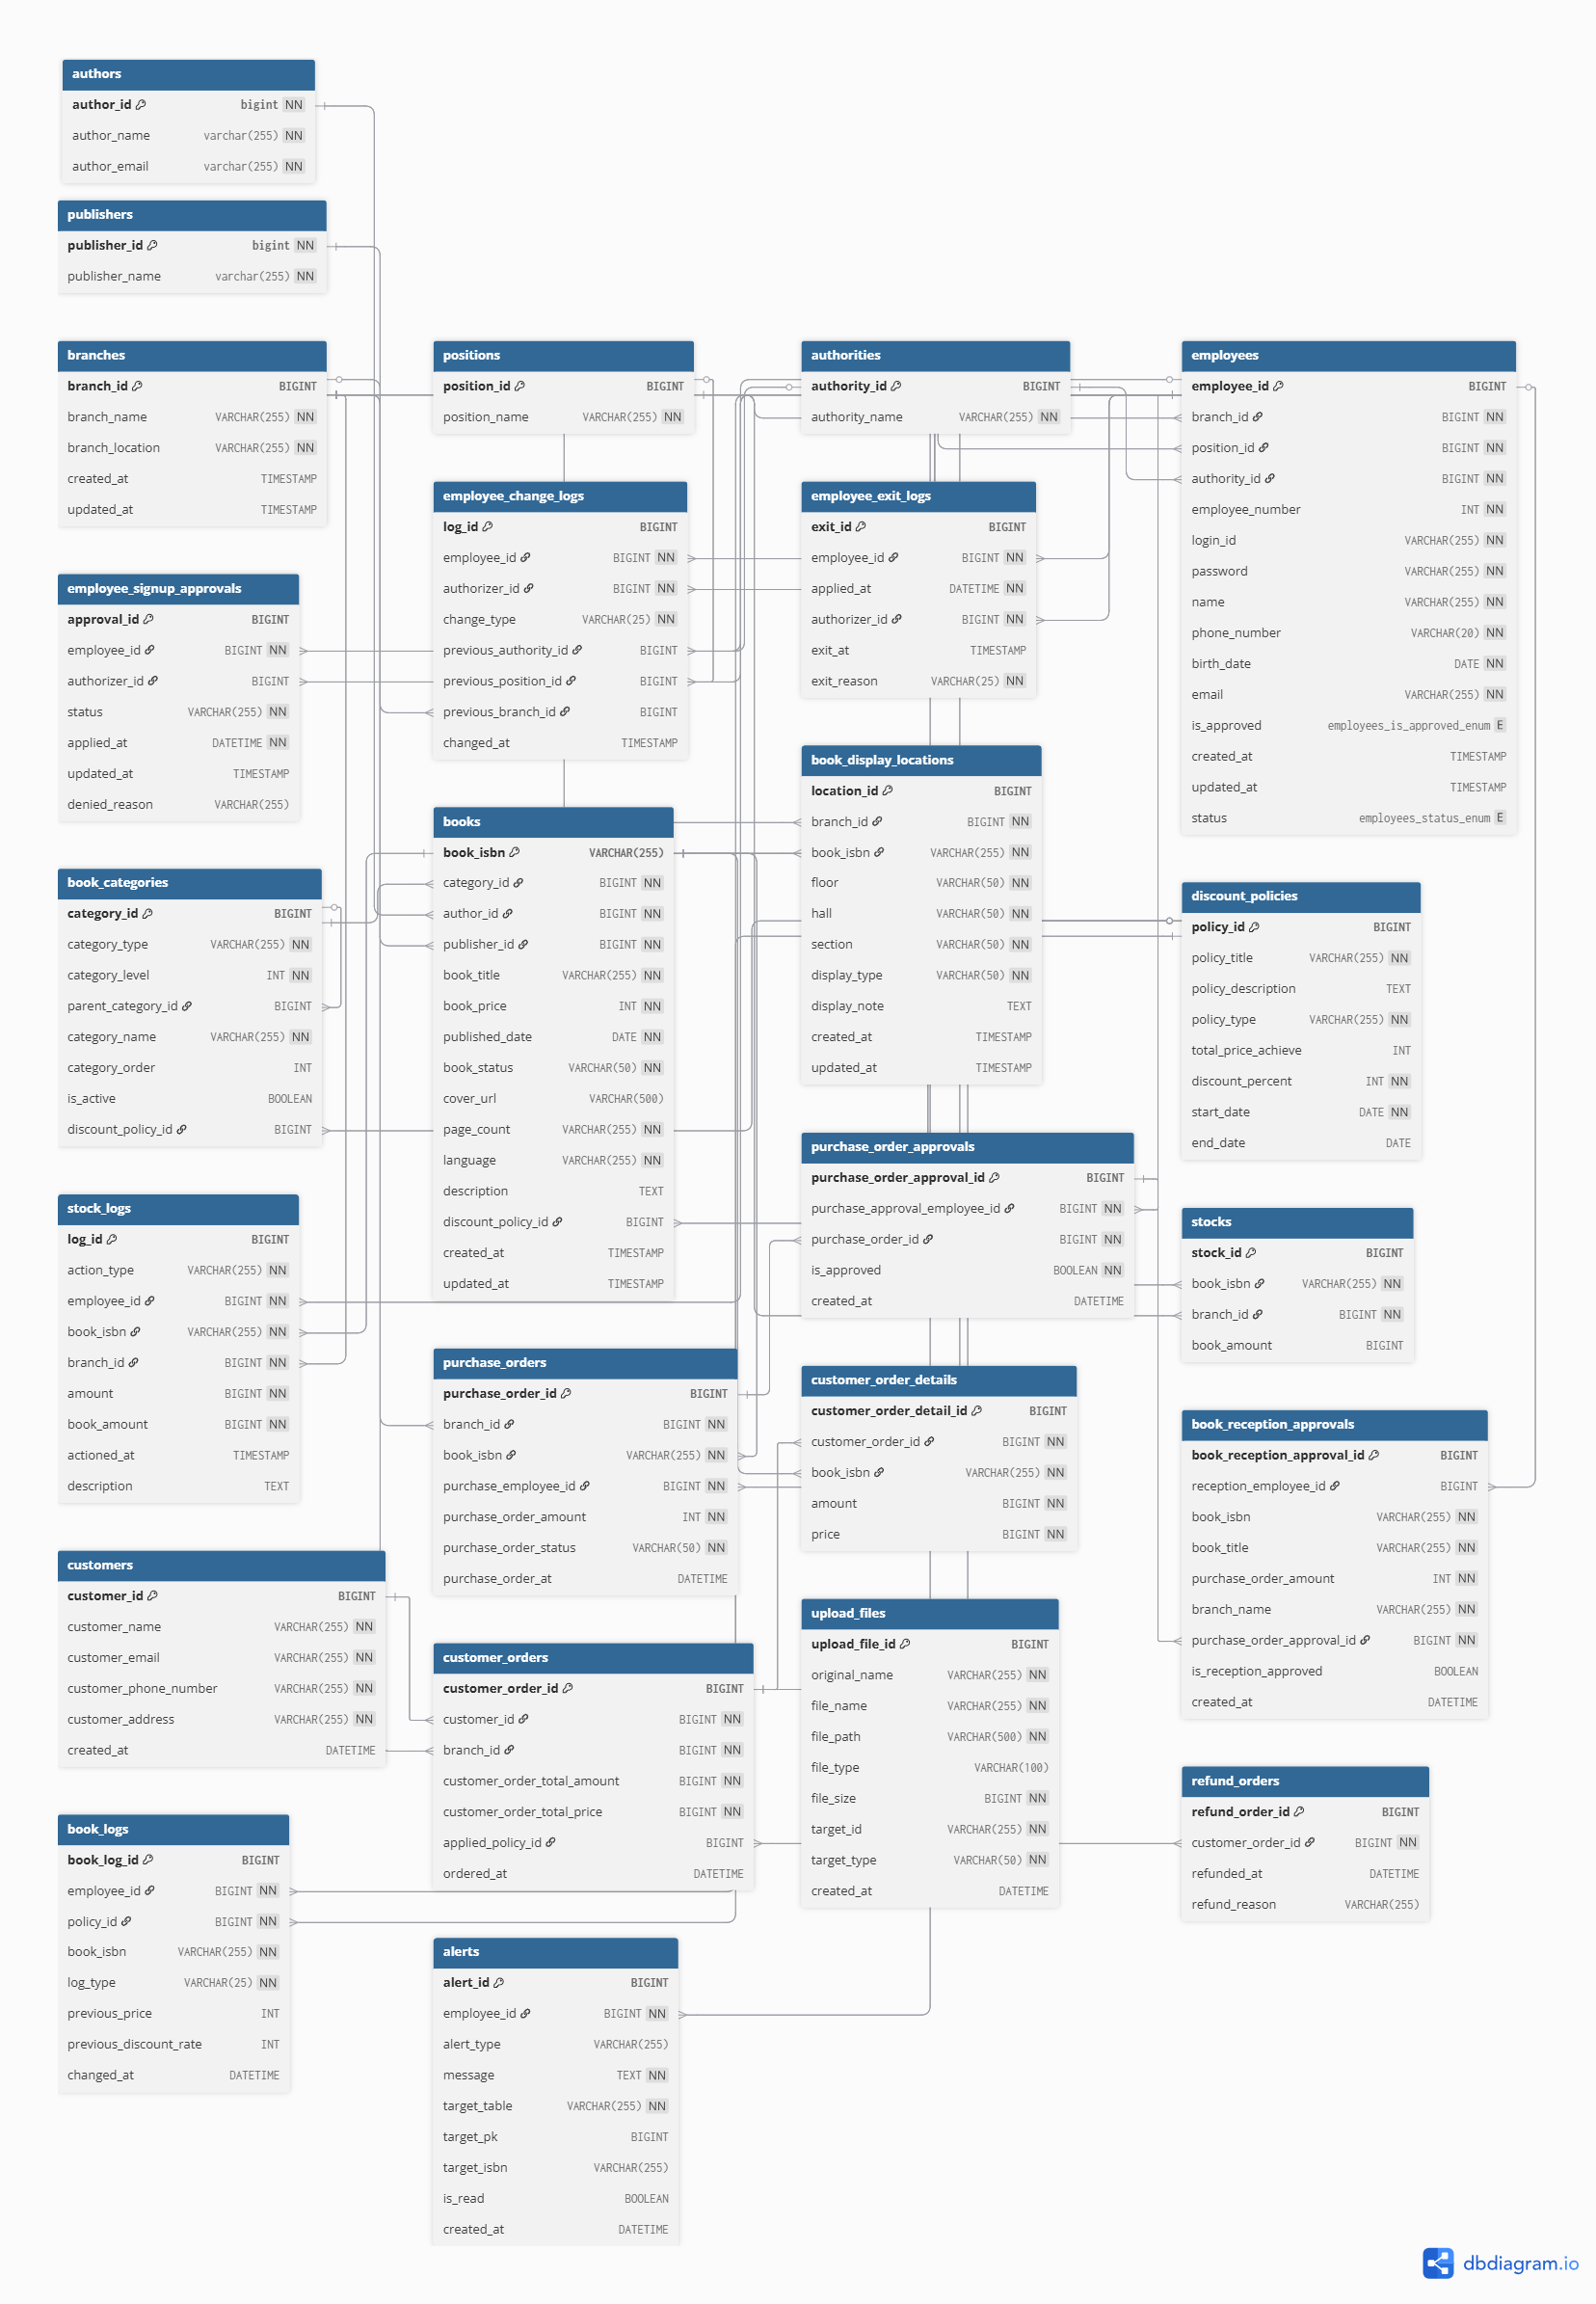 authors
author_id bigint NN
author_name varchar(255) NN
author_email varchar(255) NN
publishers
publisher_id bigint NN
publisher_name varchar(255) NN
branches
branch_id BIGINT
branch_name VARCHAR(255) NN
branch_location VARCHAR(255) NN
created_at TIMESTAMP
updated_at TIMESTAMP
positions
position_id BIGINT
position_name VARCHAR(255) NN
authorities
authority_id BIGINT
authority_name VARCHAR(255) NN
employees
employee_id BIGINT
branch_id BIGINT NN
position_id BIGINT NN
authority_id BIGINT NN
employee_number INT NN
login_id VARCHAR(255) NN
password VARCHAR(255) NN
name VARCHAR(255) NN
phone_number VARCHAR(20) NN
birth_date DATE NN
email VARCHAR(255) NN
is_approved employees_is_approved_enum E
created_at TIMESTAMP
updated_at TIMESTAMP
status employees_status_enum E
employee_change_logs
log_id BIGINT
employee_id BIGINT NN
authorizer_id BIGINT NN
change_type VARCHAR(25) NN
previous_authority_id BIGINT
previous_position_id BIGINT
previous_branch_id BIGINT
changed_at TIMESTAMP
employee_exit_logs
exit_id BIGINT
employee_id BIGINT NN
applied_at DATETIME NN
authorizer_id BIGINT NN
exit_at TIMESTAMP
exit_reason VARCHAR(25) NN
employee_signup_approvals
approval_id BIGINT
employee_id BIGINT NN
authorizer_id BIGINT
status VARCHAR(255) NN
applied_at DATETIME NN
updated_at TIMESTAMP
denied_reason VARCHAR(255)
book_display_locations
location_id BIGINT
branch_id BIGINT NN
book_isbn VARCHAR(255) NN
floor VARCHAR(50) NN
hall VARCHAR(50) NN
section VARCHAR(50) NN
display_type VARCHAR(50) NN
display_note TEXT
created_at TIMESTAMP
updated_at TIMESTAMP
books
book_isbn VARCHAR(255)
category_id BIGINT NN
author_id BIGINT NN
publisher_id BIGINT NN
book_title VARCHAR(255) NN
book_price INT NN
published_date DATE NN
book_status VARCHAR(50) NN
cover_url VARCHAR(500)
page_count VARCHAR(255) NN
language VARCHAR(255) NN
description TEXT
discount_policy_id BIGINT
created_at TIMESTAMP
updated_at TIMESTAMP
book_categories
category_id BIGINT
category_type VARCHAR(255) NN
category_level INT NN
parent_category_id BIGINT
category_name VARCHAR(255) NN
category_order INT
is_active BOOLEAN
discount_policy_id BIGINT
discount_policies
policy_id BIGINT
policy_title VARCHAR(255) NN
policy_description TEXT
policy_type VARCHAR(255) NN
total_price_achieve INT
discount_percent INT NN
start_date DATE NN
end_date DATE
purchase_order_approvals
purchase_order_approval_id BIGINT
purchase_approval_employee_id BIGINT NN
purchase_order_id BIGINT NN
is_approved BOOLEAN NN
created_at DATETIME
stock_logs
log_id BIGINT
action_type VARCHAR(255) NN
employee_id BIGINT NN
book_isbn VARCHAR(255) NN
branch_id BIGINT NN
amount BIGINT NN
book_amount BIGINT NN
actioned_at TIMESTAMP
description TEXT
stocks
stock_id BIGINT
book_isbn VARCHAR(255) NN
branch_id BIGINT NN
book_amount BIGINT
purchase_orders
purchase_order_id BIGINT
branch_id BIGINT NN
book_isbn VARCHAR(255) NN
purchase_employee_id BIGINT NN
purchase_order_amount INT NN
purchase_order_status VARCHAR(50) NN
purchase_order_at DATETIME
customer_order_details
customer_order_detail_id BIGINT
customer_order_id BIGINT NN
book_isbn VARCHAR(255) NN
amount BIGINT NN
price BIGINT NN
book_reception_approvals
book_reception_approval_id BIGINT
reception_employee_id BIGINT
book_isbn VARCHAR(255) NN
book_title VARCHAR(255) NN
purchase_order_amount INT NN
branch_name VARCHAR(255) NN
purchase_order_approval_id BIGINT NN
is_reception_approved BOOLEAN
created_at DATETIME
customers
customer_id BIGINT
customer_name VARCHAR(255) NN
customer_email VARCHAR(255) NN
customer_phone_number VARCHAR(255) NN
customer_address VARCHAR(255) NN
created_at DATETIME
customer_orders
customer_order_id BIGINT
customer_id BIGINT NN
branch_id BIGINT NN
customer_order_total_amount BIGINT NN
customer_order_total_price BIGINT NN
applied_policy_id BIGINT
ordered_at DATETIME
upload_files
upload_file_id BIGINT
original_name VARCHAR(255) NN
file_name VARCHAR(255) NN
file_path VARCHAR(500) NN
file_type VARCHAR(100)
file_size BIGINT NN
target_id VARCHAR(255) NN
target_type VARCHAR(50) NN
created_at DATETIME
refund_orders
refund_order_id BIGINT
customer_order_id BIGINT NN
refunded_at DATETIME
refund_reason VARCHAR(255)
book_logs
book_log_id BIGINT
employee_id BIGINT NN
policy_id BIGINT NN
book_isbn VARCHAR(255) NN
log_type VARCHAR(25) NN
previous_price INT
previous_discount_rate INT
changed_at DATETIME
alerts
alert_id BIGINT
employee_id BIGINT NN
alert_type VARCHAR(255)
message TEXT NN
target_table VARCHAR(255) NN
target_pk BIGINT
target_isbn VARCHAR(255)
is_read BOOLEAN
created_at DATETIME
dbdiagram.io